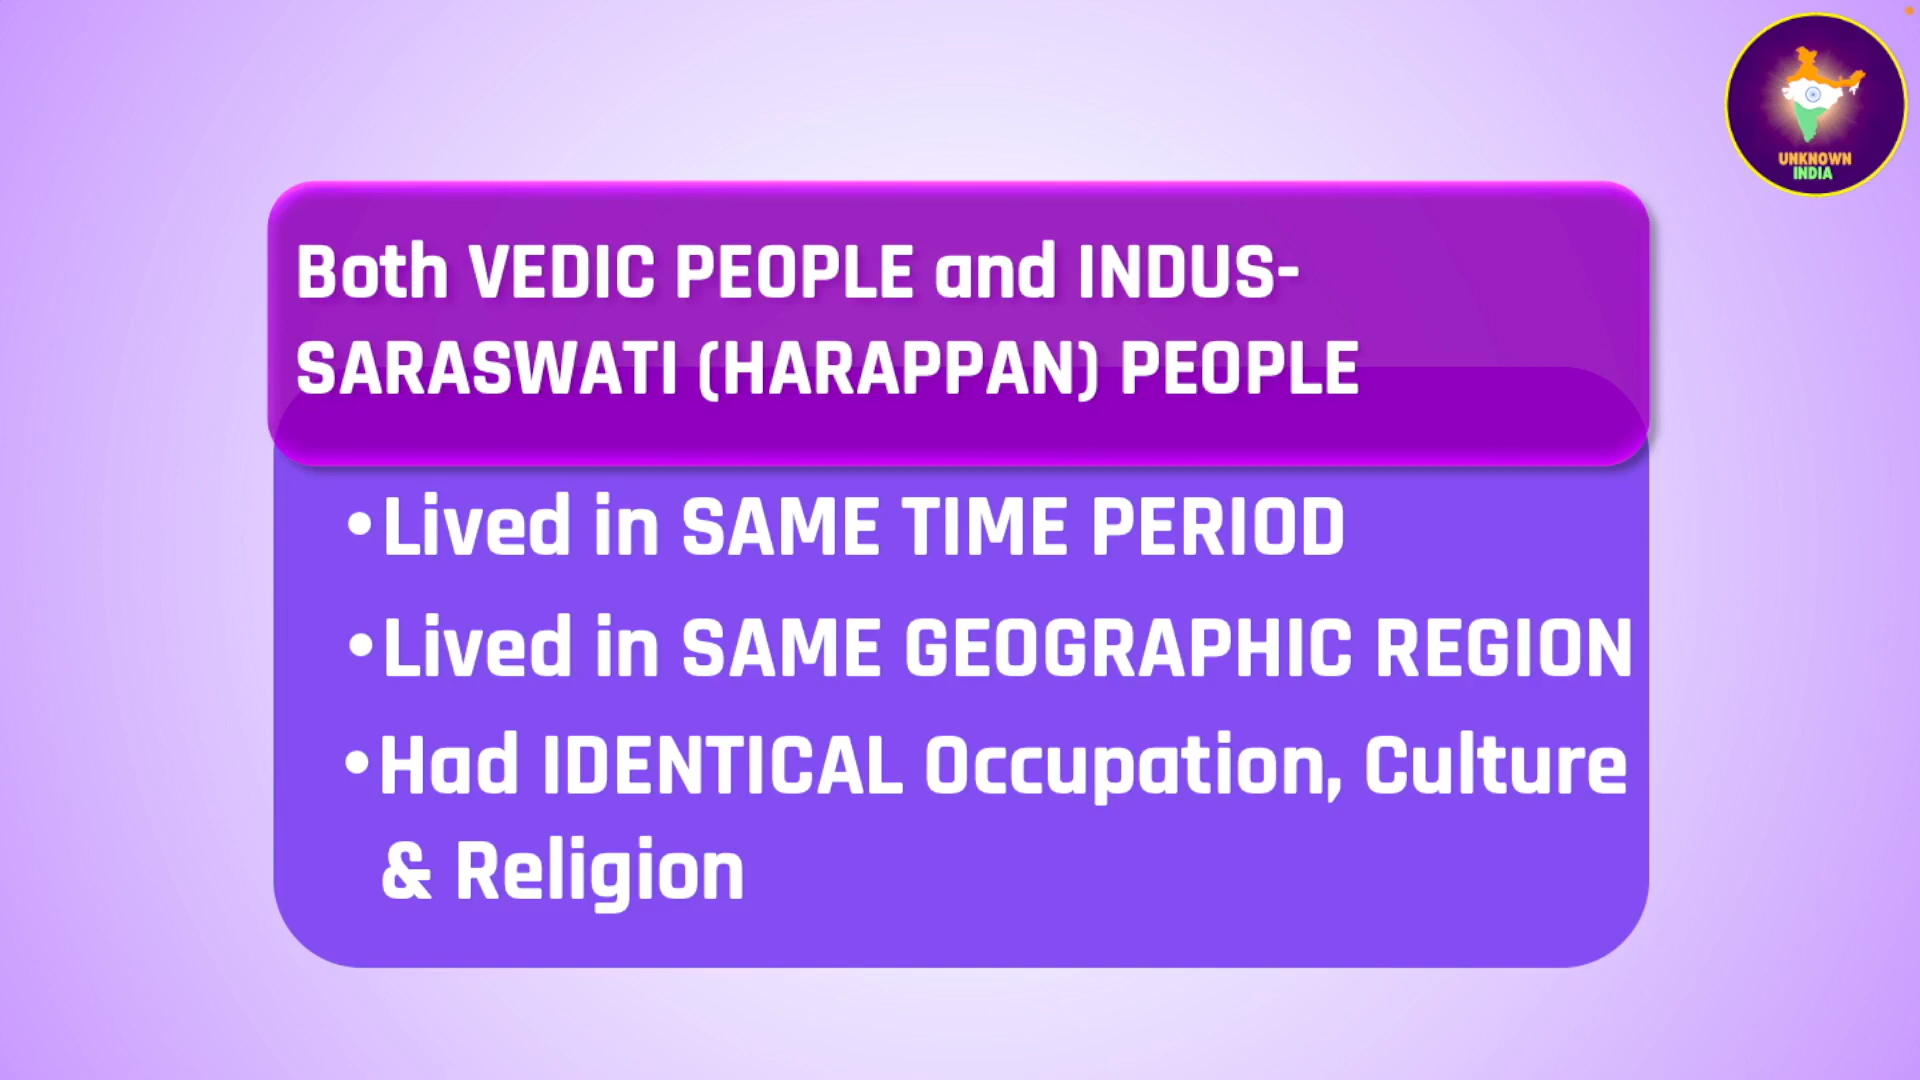 UNKNOWN
INDIA
Both VEDIC PEOPLE and INDUS-
SARASWATI (HARAPPAN) PEOPLE
•Lived in SAME TIME PERIOD
•Lived in SAME GEOGRAPHIC REGION
•Had IDENTICAL Occupation, Culture
& Religion